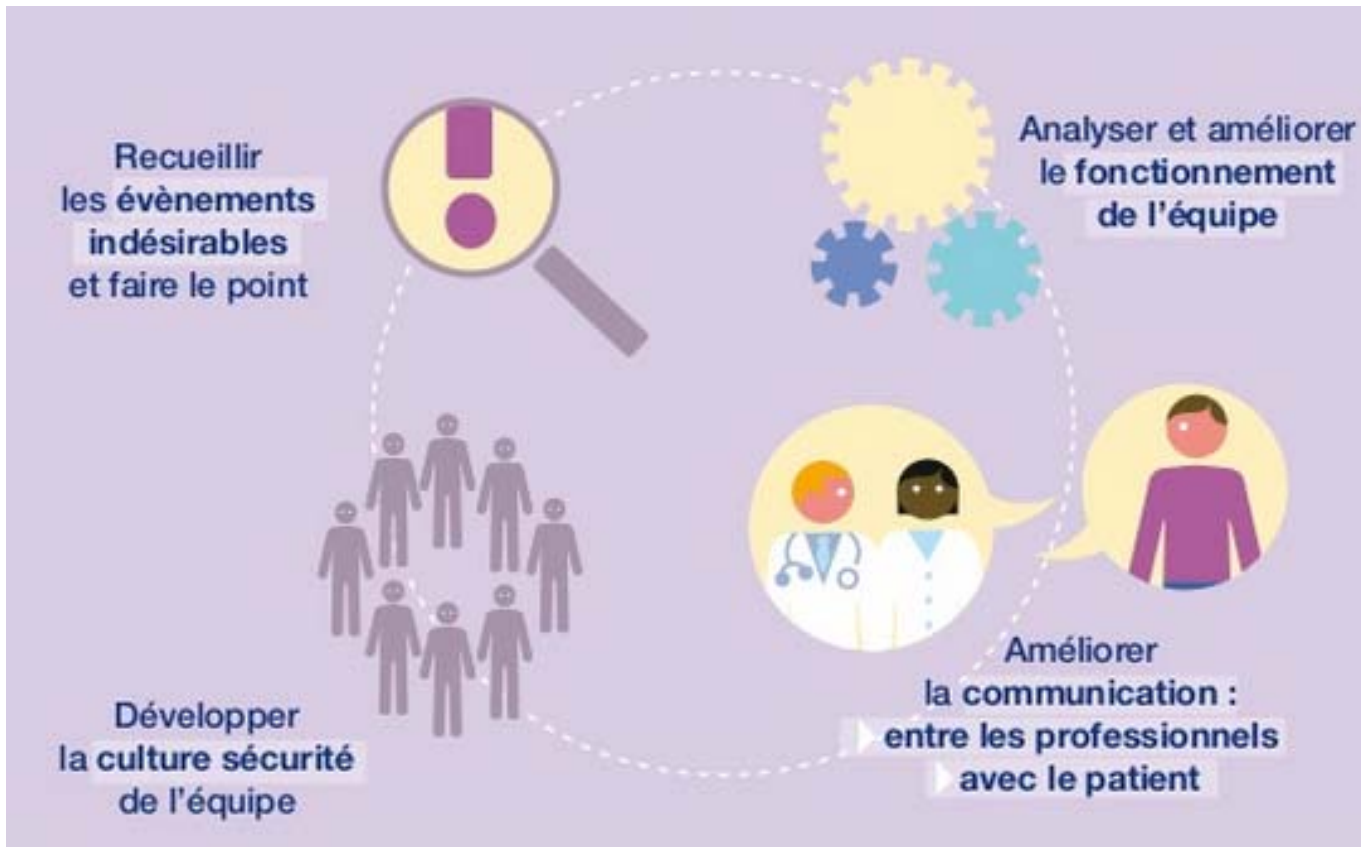 Recueillir
les évènements
indésirables
et faire le point
Analyser et améliorer
le fonctionnement
de l'équipe
Développer
la culture sécurité
de l'équipe
Améliorer
la communication :
entre les professionnels
avec le patient